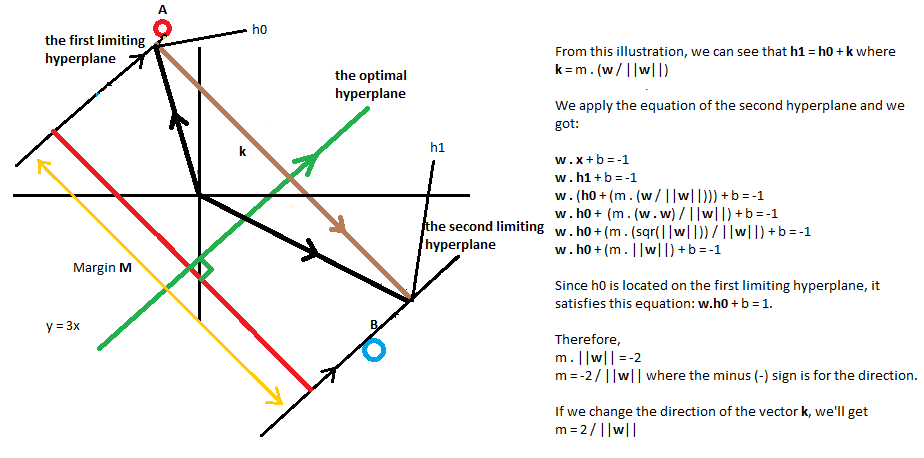 A
h0
the first limiting
hyperplane
the optimal
hyperplane
k
h1
the second limiting
hyperplane
Margin M
y = 3x
B
From this illustration, we can see that h1 = h0 + k where
k = m . (w / ||w||)
We apply the equation of the second hyperplane and we
got:
w . x + b = -1
w . h1 + b = -1
w . (h0 + (m . (w / ||w||))) + b = -1
w . h0 + (m . (w . w) / ||w||) + b = -1
w . h0 + (m . (sqr(||w||)) / ||w||) + b = -1
w . h0 + (m . ||w||) + b = -1
Since h0 is located on the first limiting hyperplane, it
satisfies this equation: w.h0 + b = 1.
Therefore,
m . ||w|| = -2
m = -2 / ||w|| where the minus (-) sign is for the direction.
If we change the direction of the vector k, we'll get
m = 2 / ||w||